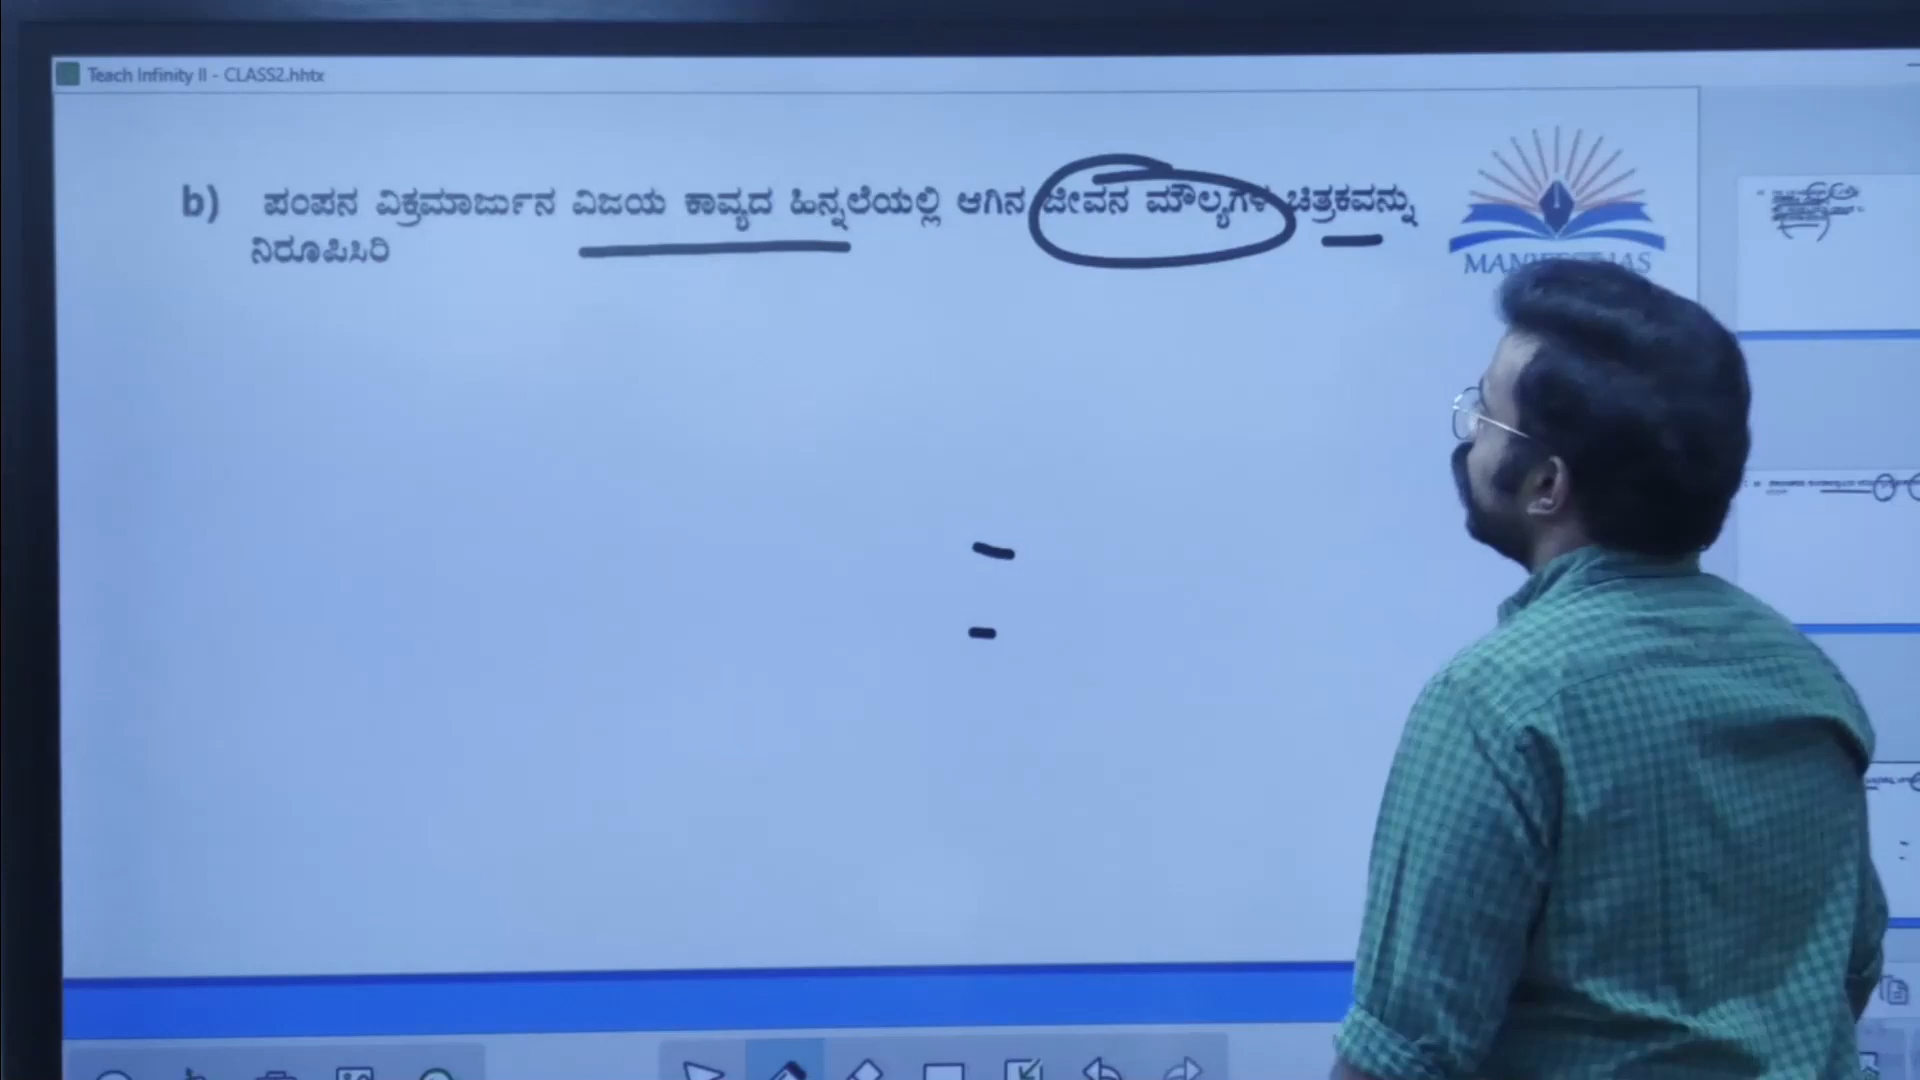 Teach Infinity II - CLASS2.hhtx
b) ಪಂಪನ ವಿಕ್ರಮಾರ್ಜುನ ವಿಜಯ ಕಾವ್ಯದ ಹಿನ್ನಲೆಯಲ್ಲಿ ಆಗಿನ ಜೀವನ ಮೌಲ್ಯಗಳ ಚಿತ್ರಕವನ್ನು
ನಿರೂಪಿಸಿರಿ